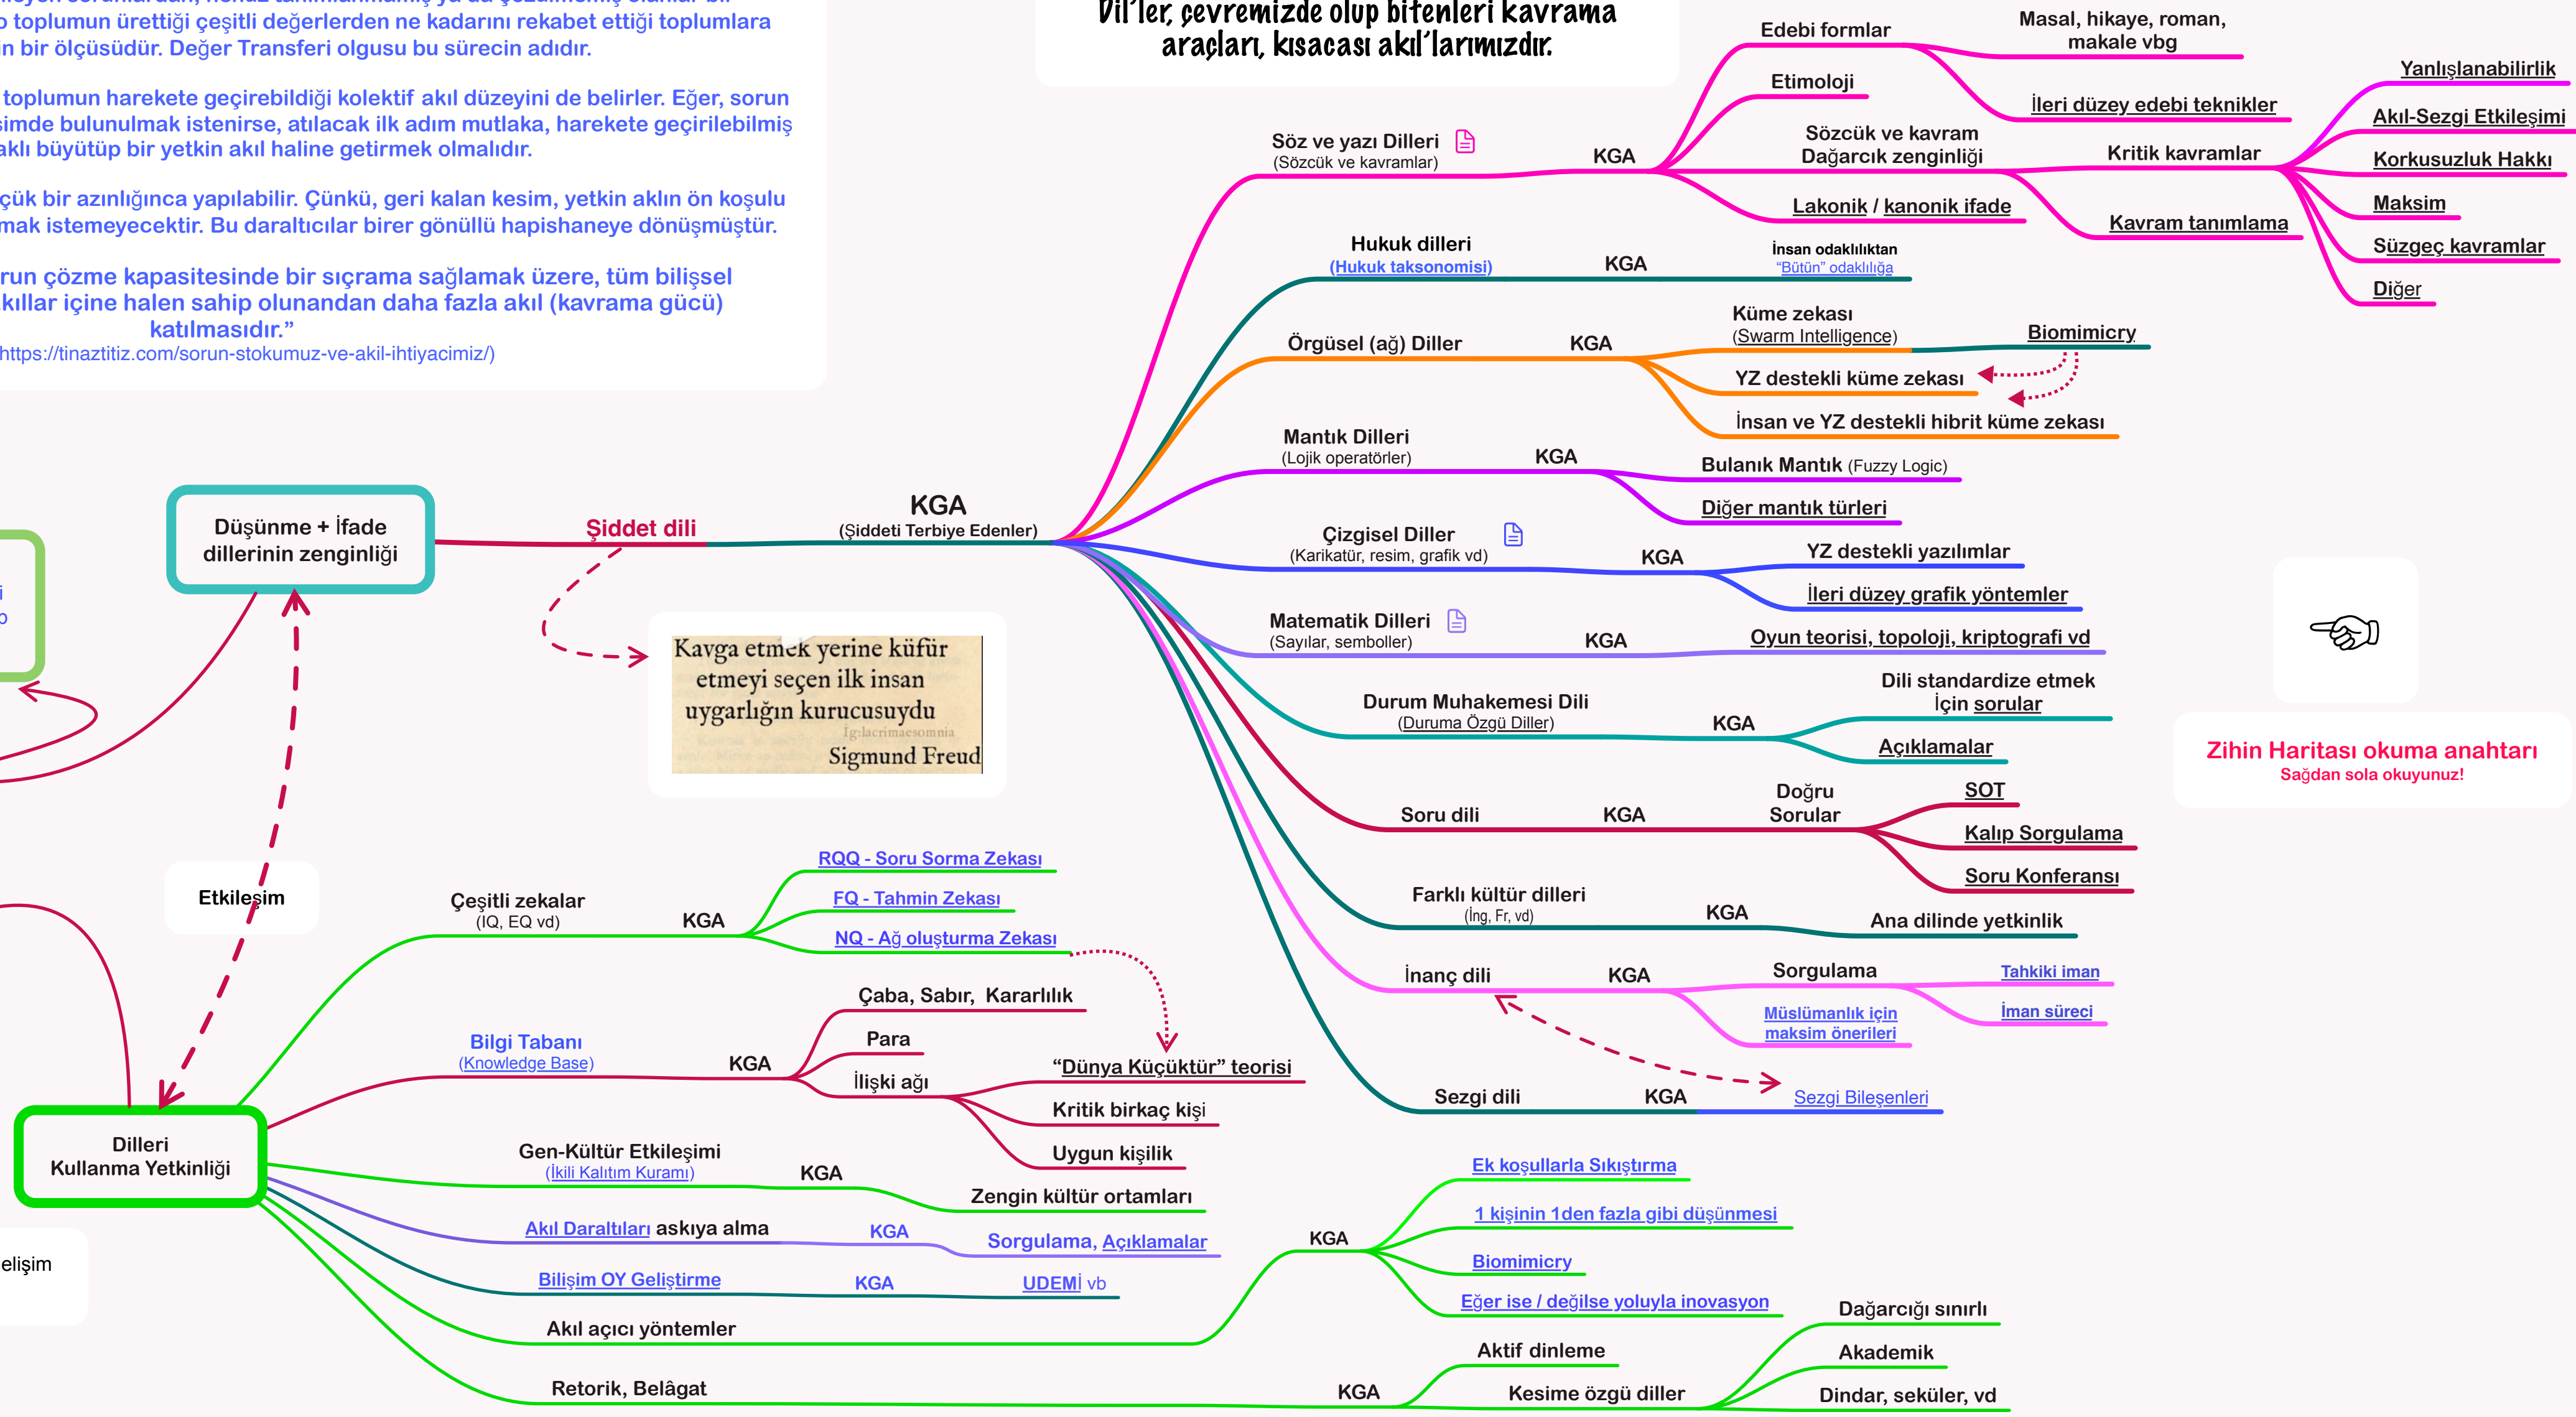 toplumun ürettiği çeşitli değerlerden ne kadarını rekabet ettiği toplumlara
bir ölçüsüdür. Değer Transferi olgusu bu sürecin adıdır.
toplumun harekete geçirebildiği kolektif akıl düzeyini de belirler. Eğer, sorun
bulunulmak istenirse, atılacak ilk adım mutlaka, harekete geçirilebilmiş
büyütüp bir yetkin akıl haline getirmek olmalıdır.
bir azınlığınca yapılabilir. Çünkü, geri kalan kesim, yetkin aklın ön koşulu
istemeyecektir. Bu daraltıcılar birer gönüllü hapishaneye dönüşmüştür.
çözme kapasitesinde bir sıçrama sağlamak üzere, tüm bilişsel
içine halen sahip olunandan daha fazla akıl (kavrama gücü)
katılmasıdır.”
https://tinaztitiz.com/sorun-stokumuz-ve-akil-ihtiyacimiz/)
Dil’ler, çevremizde olup bitenleri kavrama
araçları, kısacası akıl’larımızdır.
Düşünme + İfade
dillerinin zenginliği
Şiddet dili
KGA
(Şiddeti Terbiye Edenler)
Kavga etmek yerine küfür
etmeyi seçen ilk insan
uygarlığın kurucusuydu
Ig:lacrimaesomnia
Sigmund Freud
Söz ve yazı Dilleri
(Sözcük ve kavramlar)
KGA
Edebi formlar
Masal, hikaye, roman,
makale vbg
İleri düzey edebi teknikler
Etimoloji
Sözcük ve kavram
Dağarcık zenginliği
Kritik kavramlar
Yanlışlanabilirlik
Akıl-Sezgi Etkileşimi
Korkusuzluk Hakkı
Maksim
Süzgeç kavramlar
Diğer
Kavram tanımlama
Lakonik / kanonik ifade
Hukuk dilleri
(Hukuk taksonomisi)
KGA
İnsan odaklılıktan
“Bütün” odaklılığa
Örgüsel (ağ) Diller
KGA
Küme zekası
(Swarm Intelligence)
Biomimicry
YZ destekli küme zekası
İnsan ve YZ destekli hibrit küme zekası
Mantık Dilleri
(Lojik operatörler)
KGA
Bulanık Mantık (Fuzzy Logic)
Diğer mantık türleri
Çizgisel Diller
(Karikatür, resim, grafik vd)
KGA
YZ destekli yazılımlar
İleri düzey grafik yöntemler
Matematik Dilleri
(Sayılar, semboller)
KGA
Oyun teorisi, topoloji, kriptografi vd
Durum Muhakemesi Dili
(Duruma Özgü Diller)
KGA
Dili standardize etmek
İçin sorular
Açıklamalar
Soru dili
KGA
Doğru
Sorular
SOT
Kalıp Sorgulama
Soru Konferansı
Farklı kültür dilleri
(İng, Fr, vd)
KGA
Ana dilinde yetkinlik
İnanç dili
KGA
Sorgulama
Tahkiki iman
İman süreci
Müslümanlık için
maksim önerileri
Sezgi dili
KGA
Sezgi Bileşenleri
Zihin Haritası okuma anahtarı
Sağdan sola okuyunuz!
Etkileşim
Dilleri
Kullanma Yetkinliği
elişim
Çeşitli zekalar
(IQ, EQ vd)
KGA
RQQ - Soru Sorma Zekası
FQ - Tahmin Zekası
NQ - Ağ oluşturma Zekası
Bilgi Tabanı
(Knowledge Base)
KGA
Çaba, Sabır, Kararlılık
Para
İlişki ağı
“Dünya Küçüktür” teorisi
Kritik birkaç kişi
Uygun kişilik
Gen-Kültür Etkileşimi
(İkili Kalıtım Kuramı)
KGA
Zengin kültür ortamları
Akıl Daraltıları askıya alma
KGA
Sorgulama, Açıklamalar
Bilişim OY Geliştirme
KGA
UDEMİ vb
Akıl açıcı yöntemler
KGA
Ek koşullarla Sıkıştırma
1 kişinin 1den fazla gibi düşünmesi
Biomimicry
Eğer ise / değilse yoluyla inovasyon
Retorik, Belâgat
KGA
Aktif dinleme
Kesime özgü diller
Dağarcığı sınırlı
Akademik
Dindar, seküler, vd